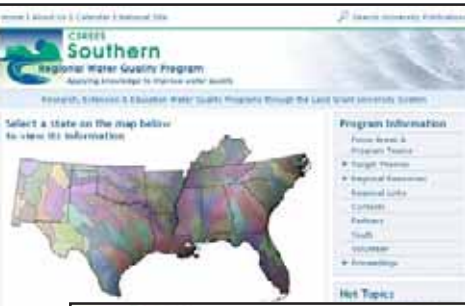 Home | About Us | Calendar | National Site
Search University Publications
CSREES
Southern
Regional Water Quality Program
Applying knowledge to improve water quality
Research, Extension & Education Water Quality Programs through the Land Grant University System
Select a state on the map below
to view its information
Program Information
Focus Areas &
Program Teams
Target Themes
Regional Resources
Regional Links
Contacts
Partners
Youth
Volunteer
Proceedings
Hot Topics